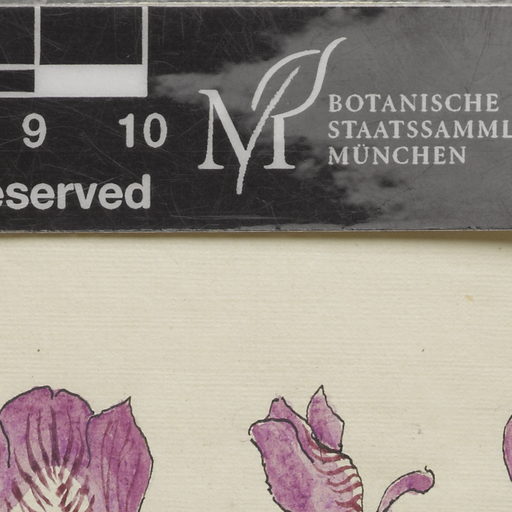 9 10
eserved
M
BOTANISCHE
STAATSSAMML
MÜNCHEN